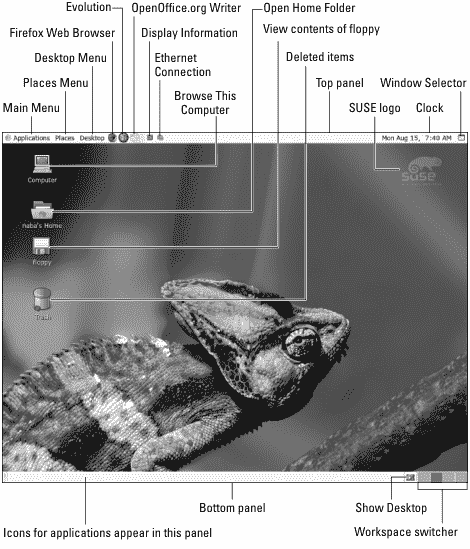 Evolution
OpenOffice.org Writer
Open Home Folder
Firefox Web Browser
Display Information
View contents of floppy
Desktop Menu
Ethernet
Connection
Deleted items
Places Menu
Browse This
Computer
Top panel
Window Selector
Main Menu
SUSE logo
Clock
Applications Places Desktop
Mon Aug 15, 7:40 AM
Computer
SUSE
naba's Home
floppy
Trash
Bottom panel
Show Desktop
Icons for applications appear in this panel
Workspace switcher